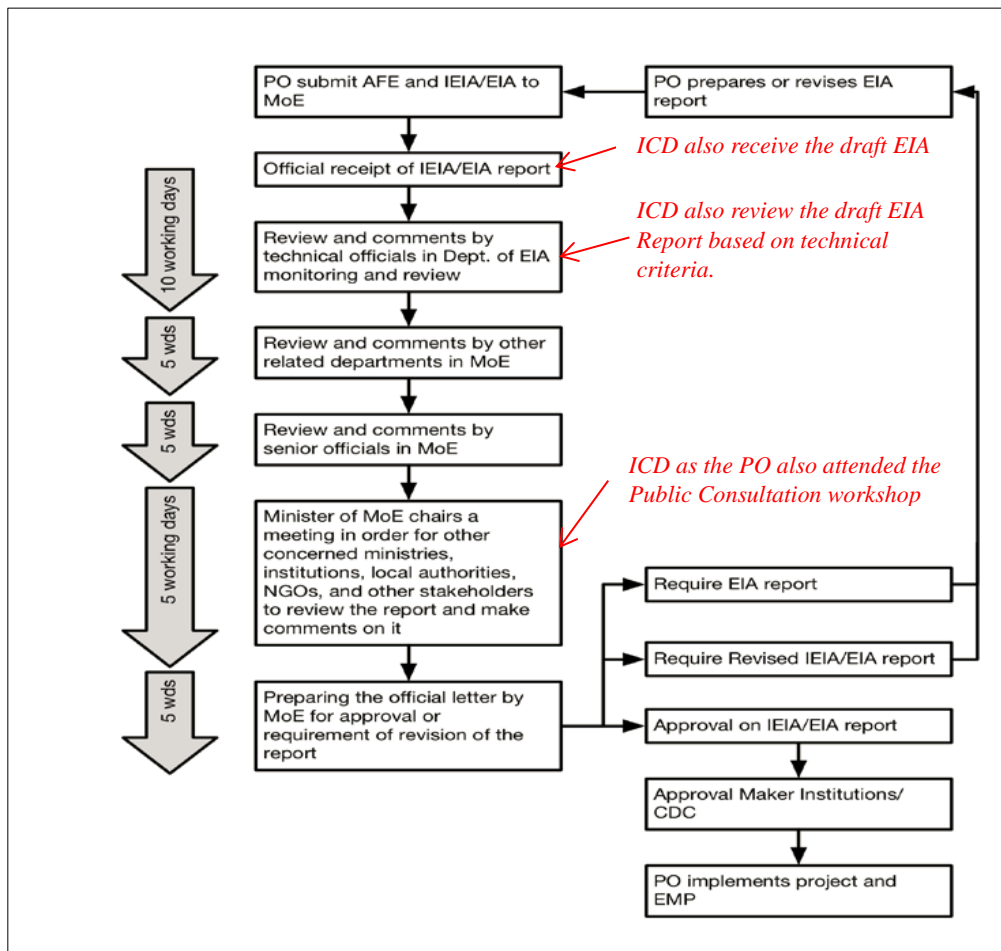 PO submit AFE and IEIA/EIA to
MoE
PO prepares or revises EIA
report
ICD also receive the draft EIA
Official receipt of IEIA/EIA report
10 working days
ICD also review the draft EIA
Report based on technical
criteria.
Review and comments by
technical officials in Dept. of EIA
monitoring and review
5 wds
Review and comments by other
related departments in MoE
5 wds
Review and comments by
senior officials in MoE
ICD as the PO also attended the
Public Consultation workshop
5 working days
Minister of MoE chairs a
meeting in order for other
concerned ministries,
institutions, local authorities,
NGOs, and other stakeholders
to review the report and make
comments on it
Require EIA report
Require Revised IEIA/EIA report
5 wds
Preparing the official letter by
MoE for approval or
requirement of revision of the
report
Approval on IEIA/EIA report
Approval Maker Institutions/
CDC
PO implements project and
EMP